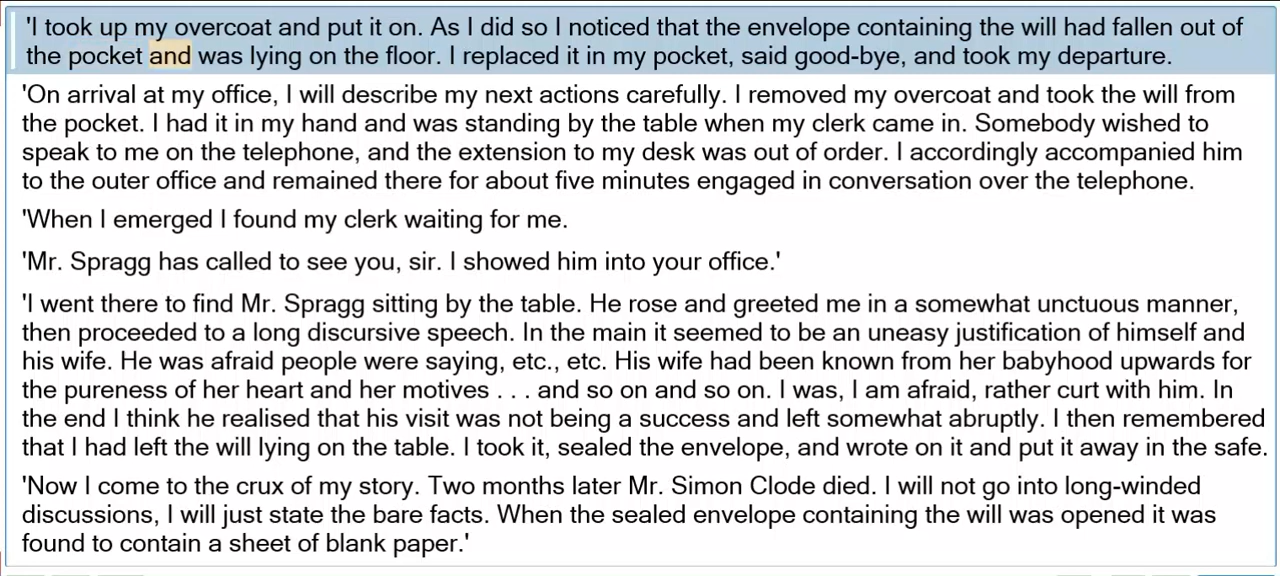 'I took up my overcoat and put it on. As I did so I noticed that the envelope containing the will had fallen out of
the pocket and was lying on the floor. I replaced it in my pocket, said good-bye, and took my departure.
'On arrival at my office, I will describe my next actions carefully. I removed my overcoat and took the will from
the pocket. I had it in my hand and was standing by the table when my clerk came in. Somebody wished to
speak to me on the telephone, and the extension to my desk was out of order. I accordingly accompanied him
to the outer office and remained there for about five minutes engaged in conversation over the telephone.
'When I emerged I found my clerk waiting for me.
'Mr. Spragg has called to see you, sir. I showed him into your office.'
'I went there to find Mr. Spragg sitting by the table. He rose and greeted me in a somewhat unctuous manner,
then proceeded to a long discursive speech. In the main it seemed to be an uneasy justification of himself and
his wife. He was afraid people were saying, etc., etc. His wife had been known from her babyhood upwards for
the pureness of her heart and her motives . . . and so on and so on. I was, I am afraid, rather curt with him. In
the end I think he realised that his visit was not being a success and left somewhat abruptly. I then remembered
that I had left the will lying on the table. I took it, sealed the envelope, and wrote on it and put it away in the safe.
'Now I come to the crux of my story. Two months later Mr. Simon Clode died. I will not go into long-winded
discussions, I will just state the bare facts. When the sealed envelope containing the will was opened it was
found to contain a sheet of blank paper.'